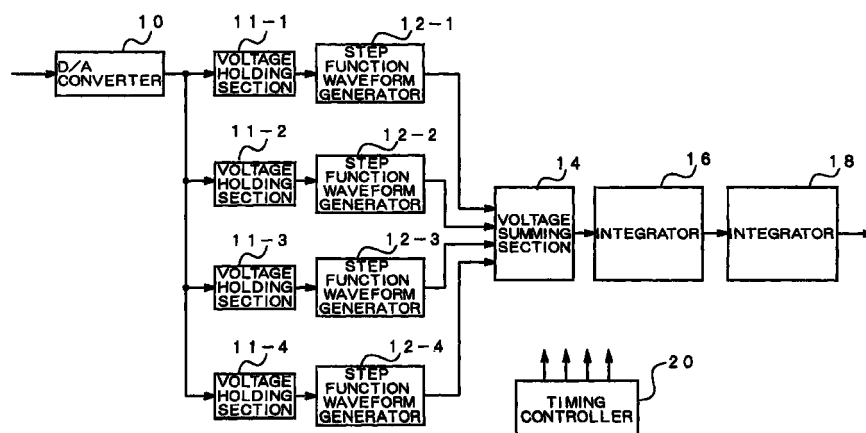 10
D/A
CONVERTER
11-1
VOLTAGE
HOLDING
SECTION
12-1
STEP
FUNCTION
WAVEFORM
GENERATOR
11-2
VOLTAGE
HOLDING
SECTION
12-2
STEP
FUNCTION
WAVEFORM
GENERATOR
11-3
VOLTAGE
HOLDING
SECTION
12-3
STEP
FUNCTION
WAVEFORM
GENERATOR
11-4
VOLTAGE
HOLDING
SECTION
12-4
STEP
FUNCTION
WAVEFORM
GENERATOR
14
VOLTAGE
SUMMING
SECTION
16
INTEGRATOR
18
INTEGRATOR
20
TIMING
CONTROLLER